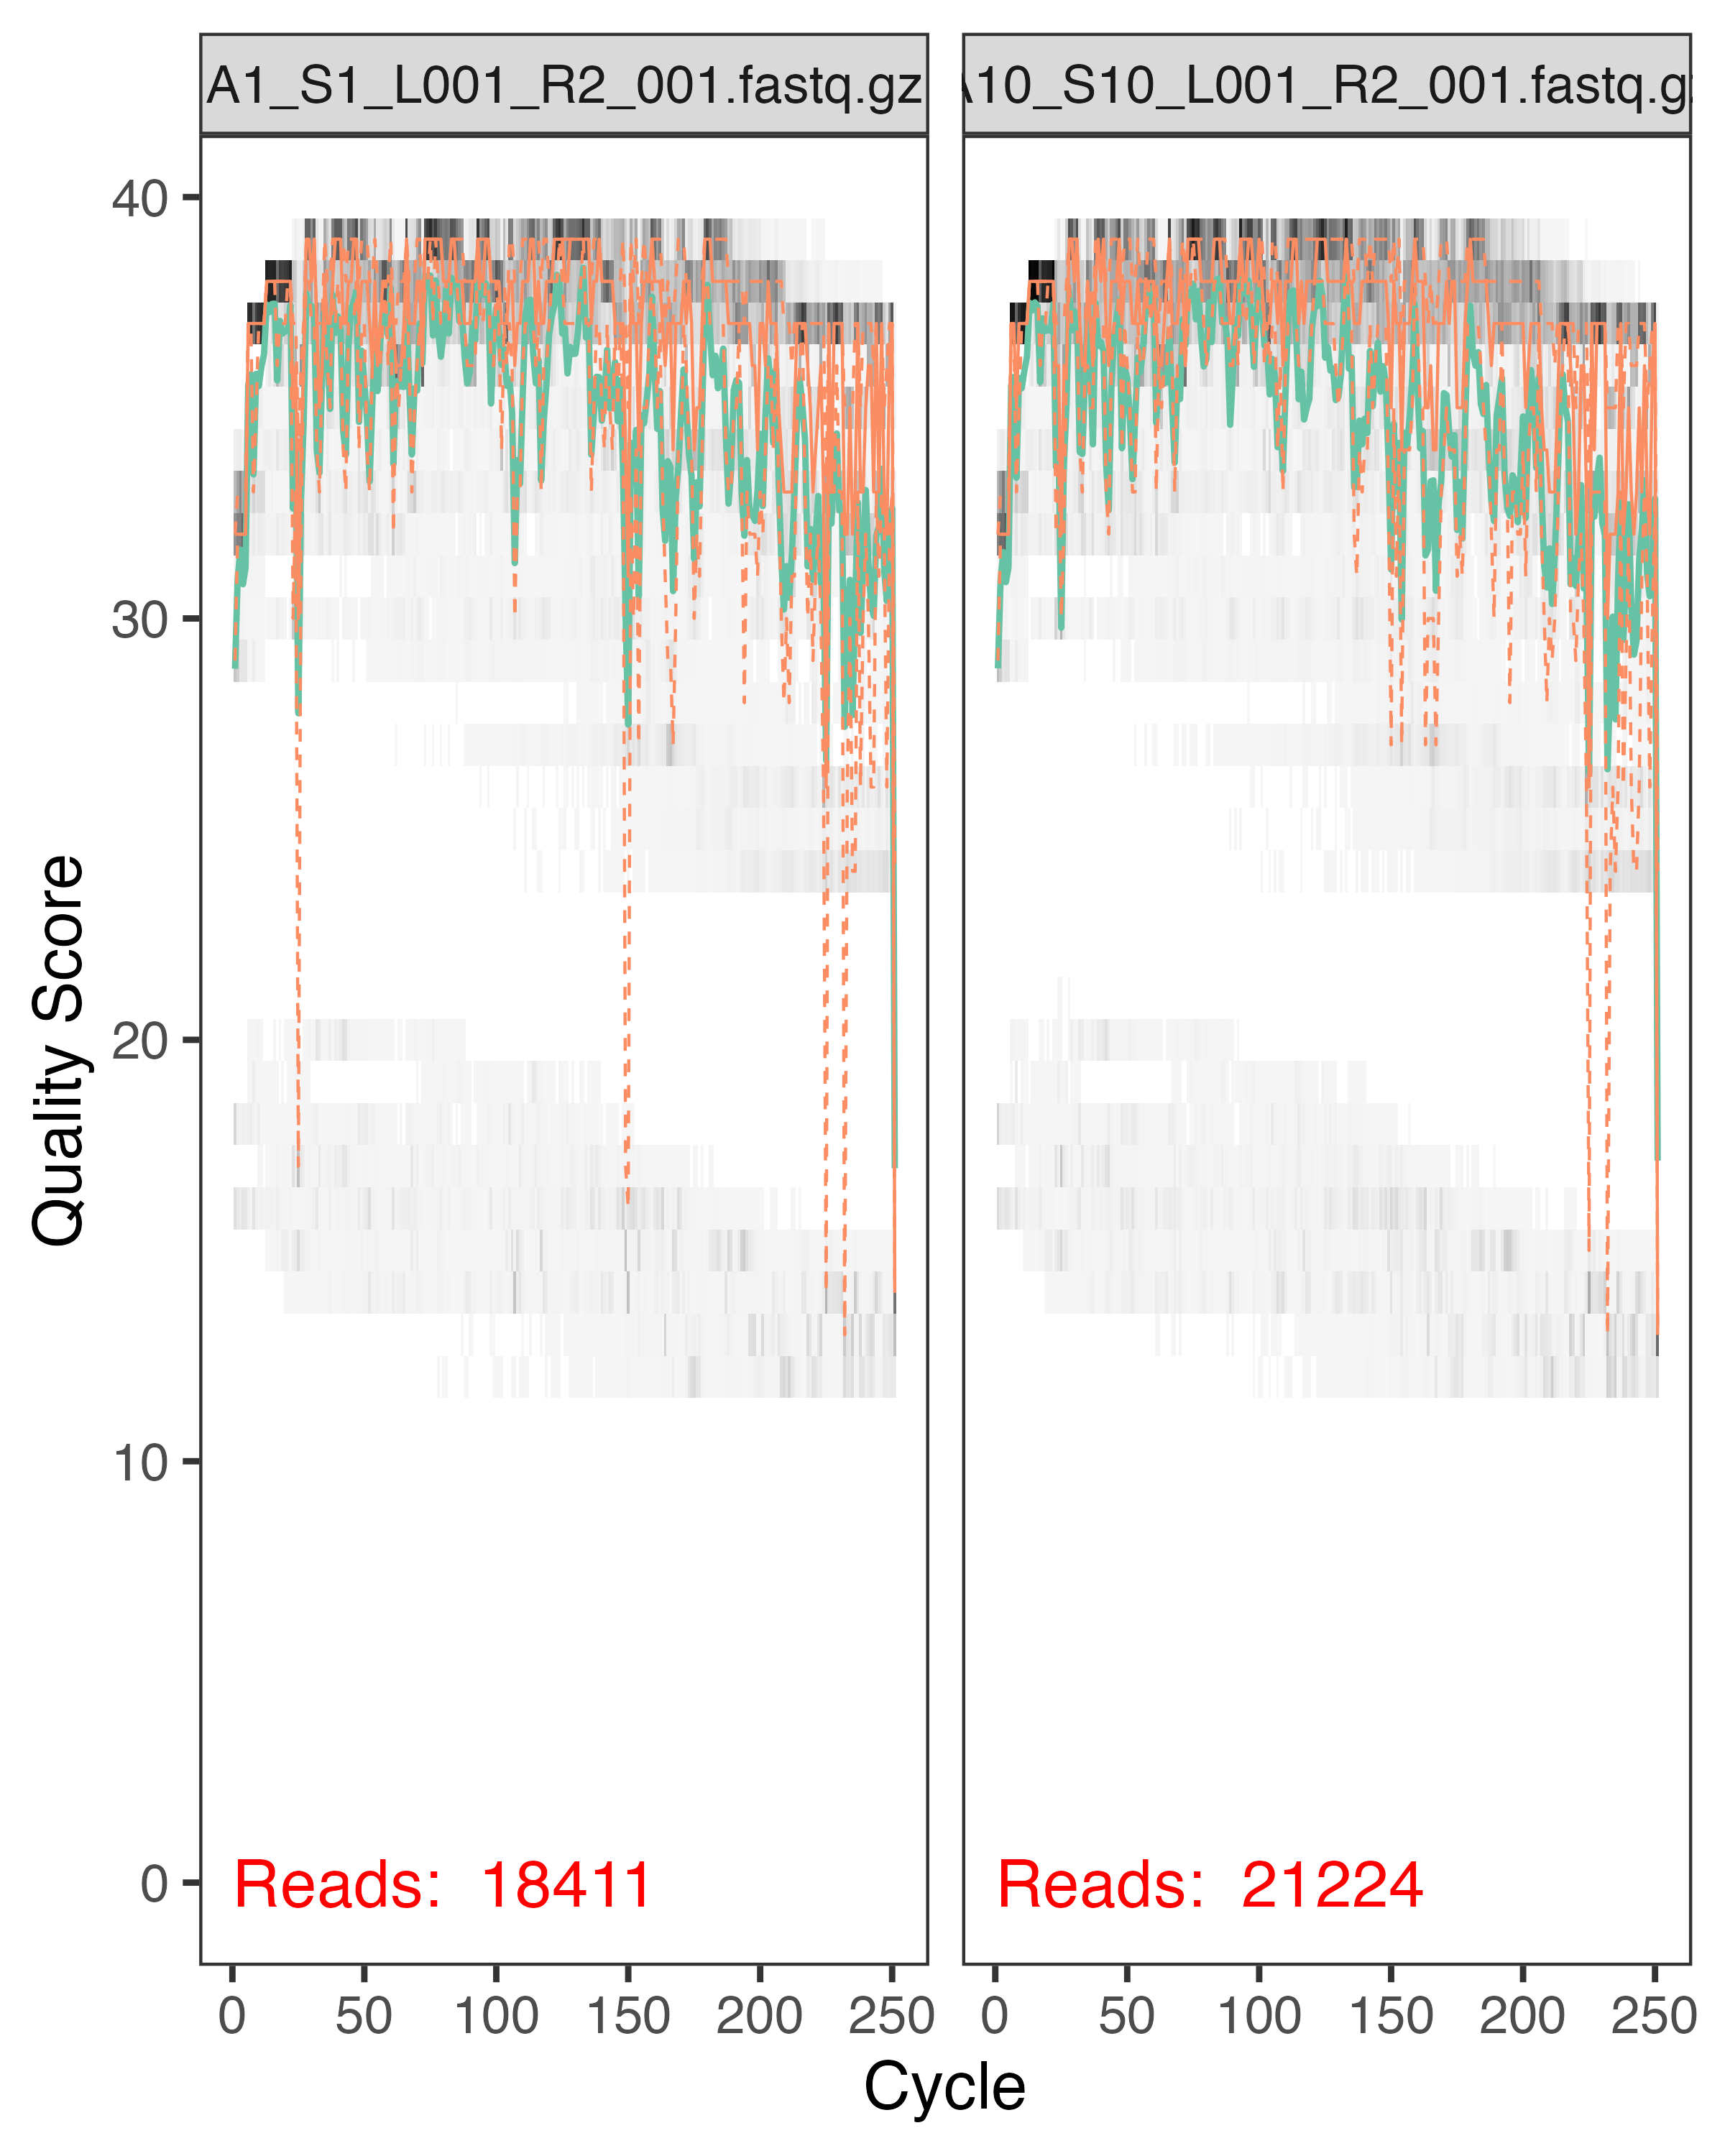 A1_S1_L001_R2_001.fastq.gz
A10_S10_L001_R2_001.fastq.g
40
30
20
10
0
Quality Score
Reads: 18411
Reads: 21224
0 50 100 150 200 250
0 50 100 150 200 250
Cycle